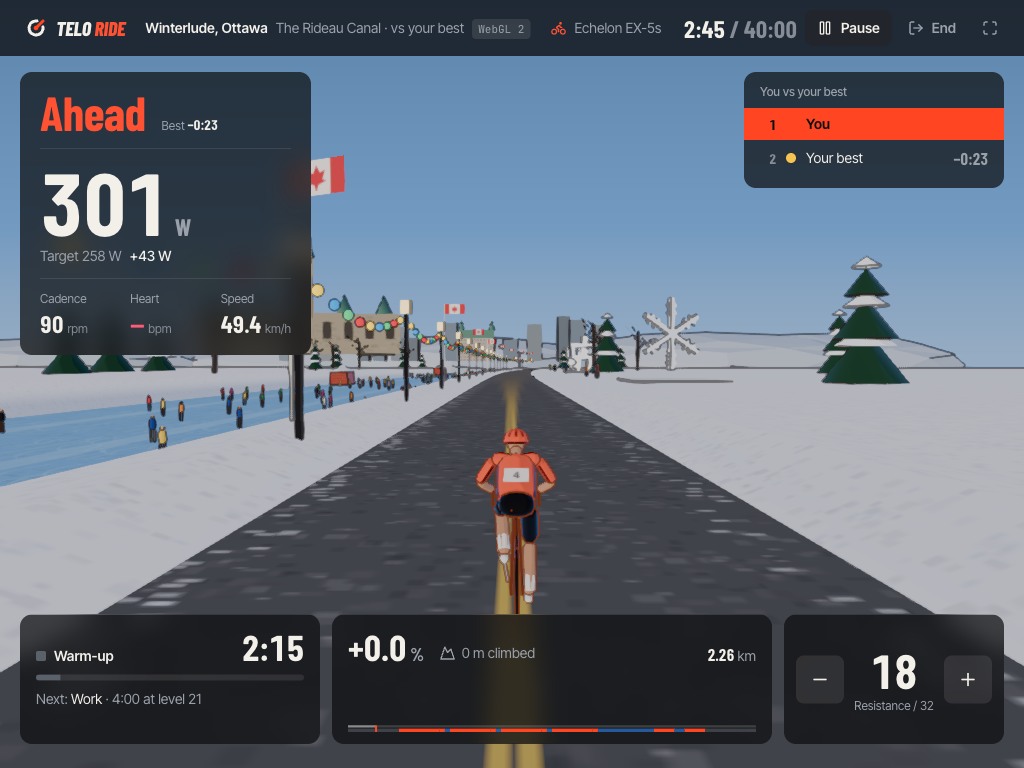 TELO RIDE
Winterlude, Ottawa The Rideau Canal · vs your best WebGL 2
Echelon EX-5s
2:45 / 40:00
Pause
End
Ahead Best −0:23
301 W
Target 258 W +43 W
Cadence Heart Speed
90 rpm – bpm 49.4 km/h
You vs your best
1 You
2 Your best −0:23
4
Warm-up 2:15
Next: Work · 4:00 at level 21
+0.0 % 0 m climbed 2.26 km
− 18 +
Resistance / 32